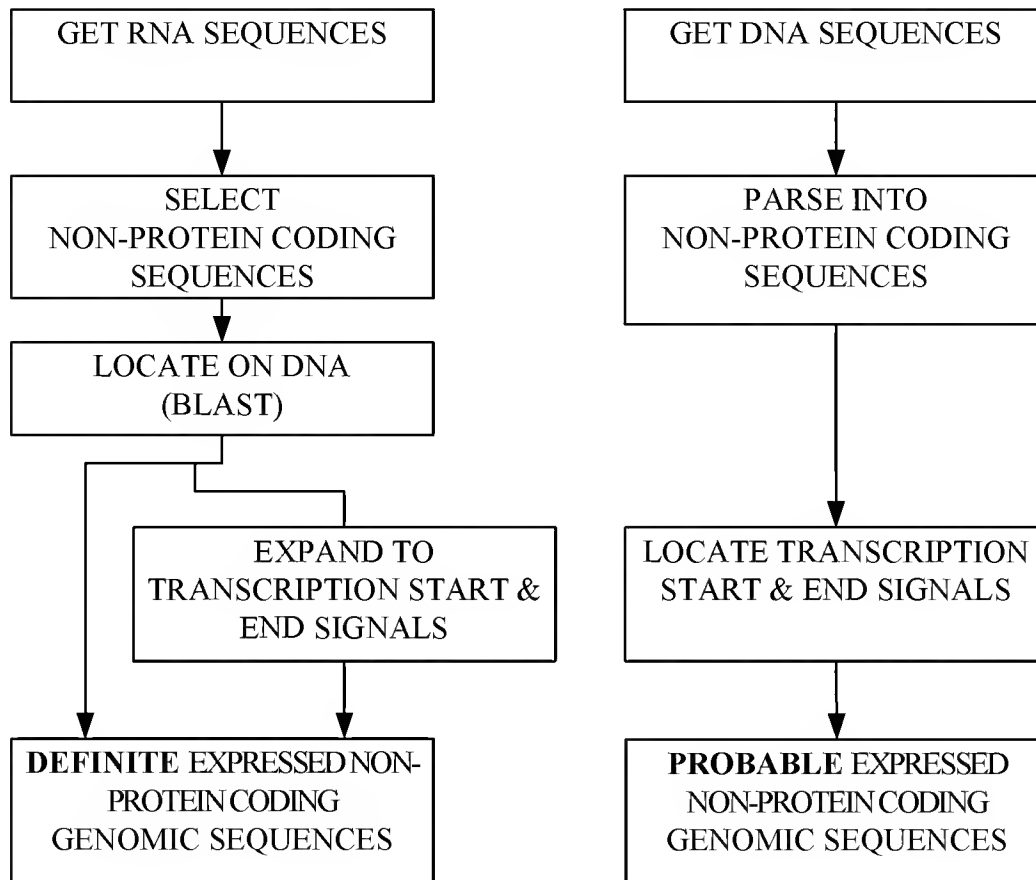 GET RNA SEQUENCES
SELECT
NON-PROTEIN CODING
SEQUENCES
LOCATE ON DNA
(BLAST)
EXPAND TO
TRANSCRIPTION START &
END SIGNALS
DEFINITE EXPRESSED NON-
PROTEIN CODING
GENOMIC SEQUENCES
GET DNA SEQUENCES
PARSE INTO
NON-PROTEIN CODING
SEQUENCES
LOCATE TRANSCRIPTION
START & END SIGNALS
PROBABLE EXPRESSED
NON-PROTEIN CODING
GENOMIC SEQUENCES